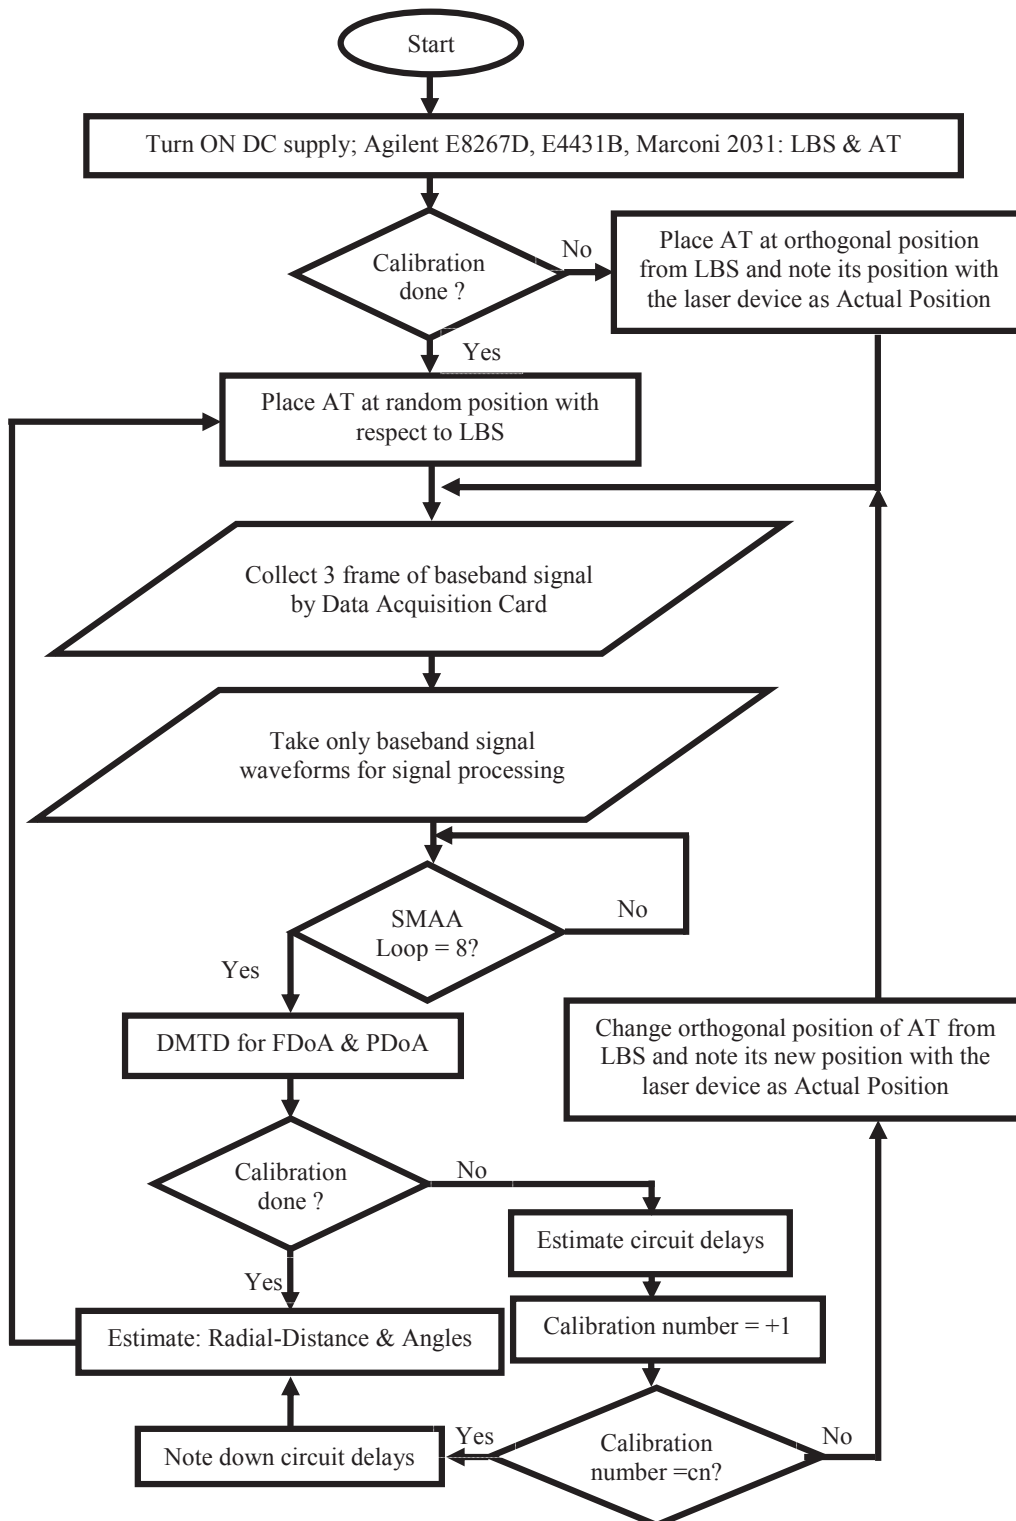 Start
Turn ON DC supply; Agilent E8267D, E4431B, Marconi 2031: LBS & AT
Calibration
done ?
No
Place AT at orthogonal position
from LBS and note its position with
the laser device as Actual Position
Yes
Place AT at random position with
respect to LBS
Collect 3 frame of baseband signal
by Data Acquisition Card
Take only baseband signal
waveforms for signal processing
SMAA
Loop = 8?
No
Yes
DMTD for FDoA & PDoA
Change orthogonal position of AT from
LBS and note its new position with the
laser device as Actual Position
Calibration
done ?
No
Estimate circuit delays
Yes
Estimate: Radial-Distance & Angles
Calibration number = +1
Calibration
number =cn?
Yes
No
Note down circuit delays